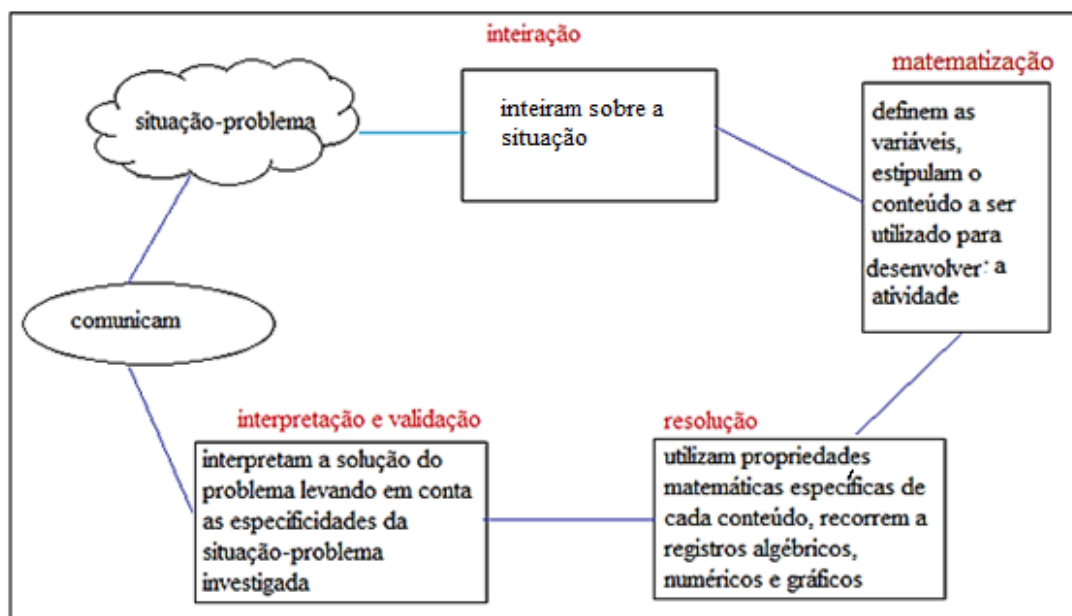 inteiração
matematização
situação-problema
inteiram sobre a
situação
definem as
variáveis,
estipulam o
conteúdo a ser
utilizado para
desenvolver a
atividade
comunicam
interpretação e validação
interpretam a solução do
problema levando em conta
as especificidades da
situação-problema
investigada
resolução
utilizam propriedades
matemáticas específicas de
cada conteúdo, recorrem a
registros algébricos,
numéricos e gráficos